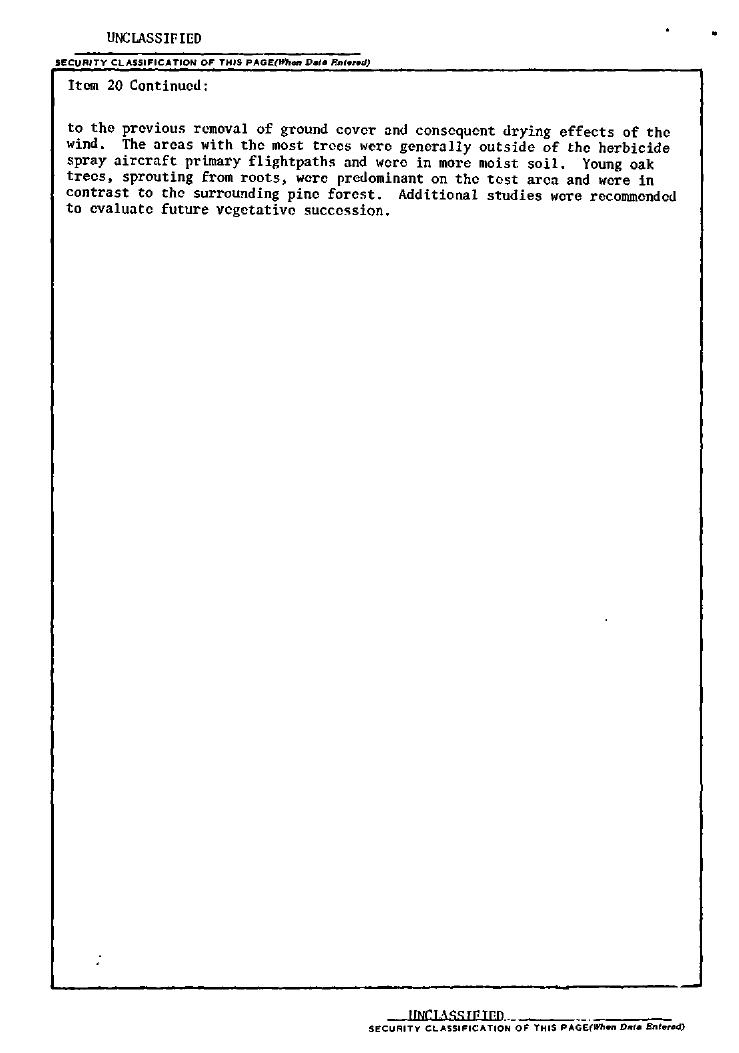 UNCLASSIFIED
SECURITY CLASSIFICATION OF THIS PAGE(When Data Entered)
Item 20 Continued:
to the previous removal of ground cover and consequent drying effects of the
wind. The areas with the most trees were generally outside of the herbicide
spray aircraft primary flightpaths and were in more moist soil. Young oak
trees, sprouting from roots, were predominant on the test area and were in
contrast to the surrounding pine forest. Additional studies were recommended
to evaluate future vegetative succession.
UNCLASSIFIED
SECURITY CLASSIFICATION OF THIS PAGE(When Data Entered)